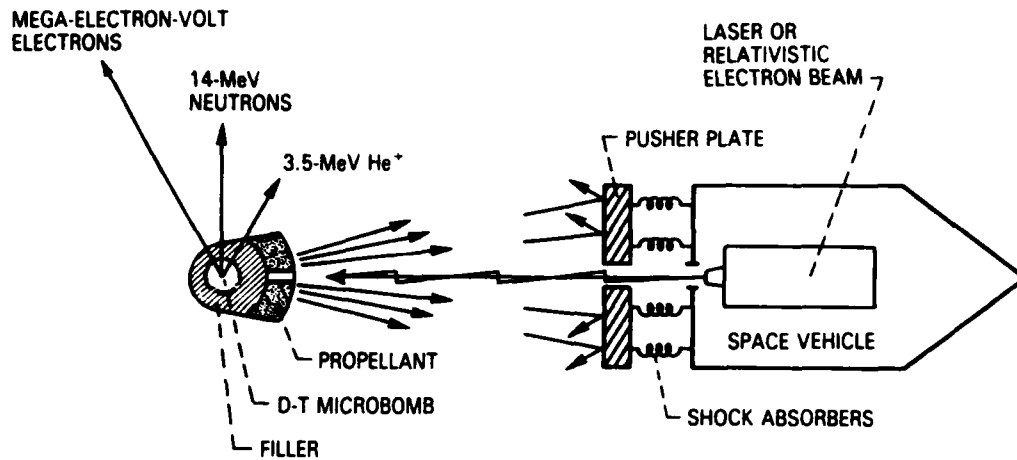 MEGA-ELECTRON-VOLT
ELECTRONS
14-MeV
NEUTRONS
3.5-MeV He⁺
LASER OR
RELATIVISTIC
ELECTRON BEAM
PUSHER PLATE
SPACE VEHICLE
PROPELLANT
D-T MICROBOMB
FILLER
SHOCK ABSORBERS